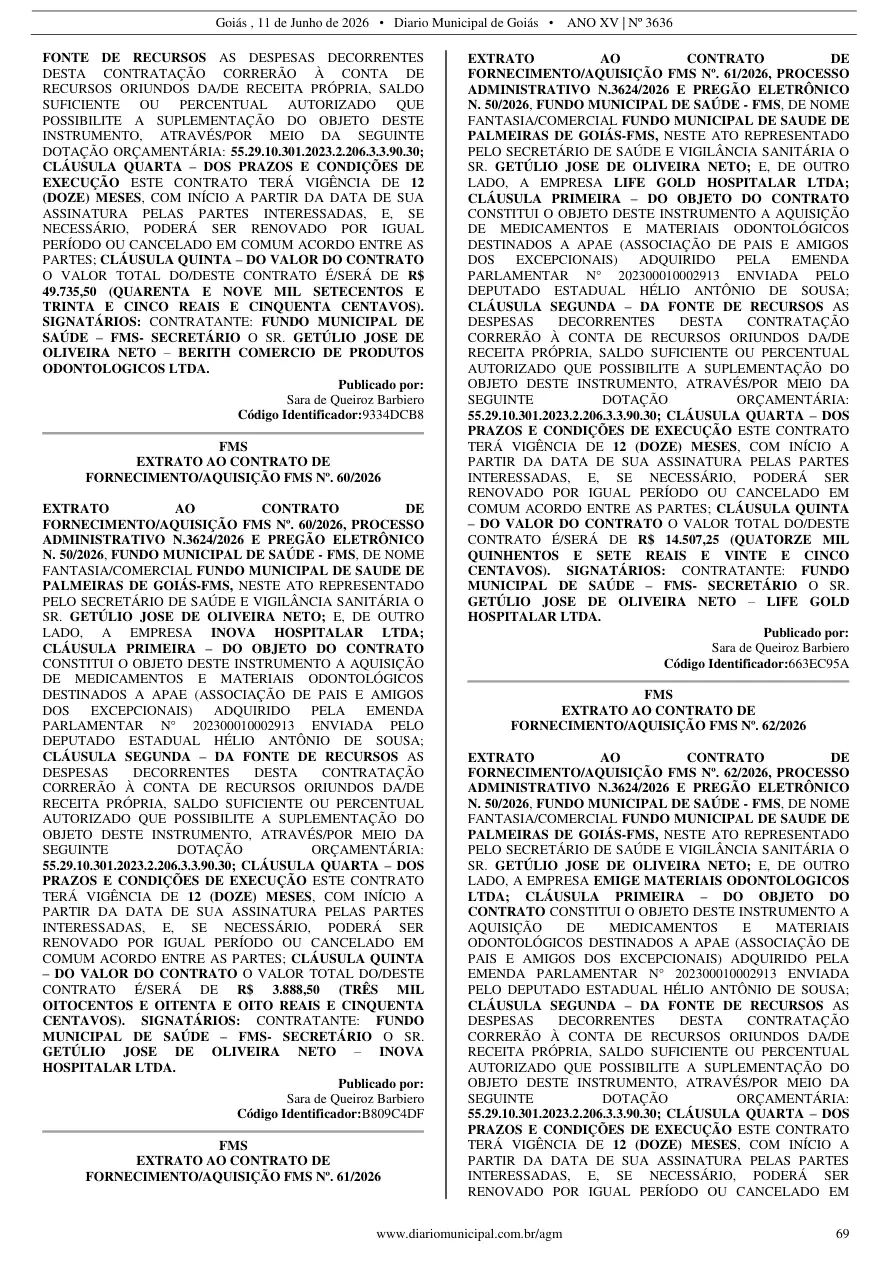 Goiás , 11 de Junho de 2026 • Diario Municipal de Goiás • ANO XV | Nº 3636
FONTE DE RECURSOS AS DESPESAS DECORRENTES
DESTA CONTRATAÇÃO CORRERÃO À CONTA DE
RECURSOS ORIUNDOS DA/DE RECEITA PRÓPRIA, SALDO
SUFICIENTE OU PERCENTUAL AUTORIZADO QUE
POSSIBILITE A SUPLEMENTAÇÃO DO OBJETO DESTE
INSTRUMENTO, ATRAVÉS/POR MEIO DA SEGUINTE
DOTAÇÃO ORÇAMENTÁRIA: 55.29.10.301.2023.2.206.3.3.90.30;
CLÁUSULA QUARTA – DOS PRAZOS E CONDIÇÕES DE
EXECUÇÃO ESTE CONTRATO TERÁ VIGÊNCIA DE 12
(DOZE) MESES, COM INÍCIO A PARTIR DA DATA DE SUA
ASSINATURA PELAS PARTES INTERESSADAS, E, SE
NECESSÁRIO, PODERÁ SER RENOVADO POR IGUAL
PERÍODO OU CANCELADO EM COMUM ACORDO ENTRE AS
PARTES; CLÁUSULA QUINTA – DO VALOR DO CONTRATO
O VALOR TOTAL DO/DESTE CONTRATO É/SERÁ DE R$
49.735,50 (QUARENTA E NOVE MIL SETECENTOS E
TRINTA E CINCO REAIS E CINQUENTA CENTAVOS).
SIGNATÁRIOS: CONTRATANTE: FUNDO MUNICIPAL DE
SAÚDE – FMS- SECRETÁRIO O SR. GETÚLIO JOSE DE
OLIVEIRA NETO – BERITH COMERCIO DE PRODUTOS
ODONTOLOGICOS LTDA.
Publicado por:
Sara de Queiroz Barbiero
Código Identificador:9334DCB8
FMS
EXTRATO AO CONTRATO DE
FORNECIMENTO/AQUISIÇÃO FMS Nº. 60/2026
EXTRATO AO CONTRATO DE
FORNECIMENTO/AQUISIÇÃO FMS Nº. 60/2026, PROCESSO
ADMINISTRATIVO N.3624/2026 E PREGÃO ELETRÔNICO
N. 50/2026, FUNDO MUNICIPAL DE SAÚDE - FMS, DE NOME
FANTASIA/COMERCIAL FUNDO MUNICIPAL DE SAUDE DE
PALMEIRAS DE GOIÁS-FMS, NESTE ATO REPRESENTADO
PELO SECRETÁRIO DE SAÚDE E VIGILÂNCIA SANITÁRIA O
SR. GETÚLIO JOSE DE OLIVEIRA NETO; E, DE OUTRO
LADO, A EMPRESA INOVA HOSPITALAR LTDA;
CLÁUSULA PRIMEIRA – DO OBJETO DO CONTRATO
CONSTITUI O OBJETO DESTE INSTRUMENTO A AQUISIÇÃO
DE MEDICAMENTOS E MATERIAIS ODONTOLÓGICOS
DESTINADOS A APAE (ASSOCIAÇÃO DE PAIS E AMIGOS
DOS EXCEPCIONAIS) ADQUIRIDO PELA EMENDA
PARLAMENTAR N° 202300010002913 ENVIADA PELO
DEPUTADO ESTADUAL HÉLIO ANTÔNIO DE SOUSA;
CLÁUSULA SEGUNDA – DA FONTE DE RECURSOS AS
DESPESAS DECORRENTES DESTA CONTRATAÇÃO
CORRERÃO À CONTA DE RECURSOS ORIUNDOS DA/DE
RECEITA PRÓPRIA, SALDO SUFICIENTE OU PERCENTUAL
AUTORIZADO QUE POSSIBILITE A SUPLEMENTAÇÃO DO
OBJETO DESTE INSTRUMENTO, ATRAVÉS/POR MEIO DA
SEGUINTE DOTAÇÃO ORÇAMENTÁRIA:
55.29.10.301.2023.2.206.3.3.90.30; CLÁUSULA QUARTA – DOS
PRAZOS E CONDIÇÕES DE EXECUÇÃO ESTE CONTRATO
TERÁ VIGÊNCIA DE 12 (DOZE) MESES, COM INÍCIO A
PARTIR DA DATA DE SUA ASSINATURA PELAS PARTES
INTERESSADAS, E, SE NECESSÁRIO, PODERÁ SER
RENOVADO POR IGUAL PERÍODO OU CANCELADO EM
COMUM ACORDO ENTRE AS PARTES; CLÁUSULA QUINTA
– DO VALOR DO CONTRATO O VALOR TOTAL DO/DESTE
CONTRATO É/SERÁ DE R$ 3.888,50 (TRÊS MIL
OITOCENTOS E OITENTA E OITO REAIS E CINQUENTA
CENTAVOS). SIGNATÁRIOS: CONTRATANTE: FUNDO
MUNICIPAL DE SAÚDE – FMS- SECRETÁRIO O SR.
GETÚLIO JOSE DE OLIVEIRA NETO – INOVA
HOSPITALAR LTDA.
Publicado por:
Sara de Queiroz Barbiero
Código Identificador:B809C4DF
FMS
EXTRATO AO CONTRATO DE
FORNECIMENTO/AQUISIÇÃO FMS Nº. 61/2026
EXTRATO AO CONTRATO DE
FORNECIMENTO/AQUISIÇÃO FMS Nº. 61/2026, PROCESSO
ADMINISTRATIVO N.3624/2026 E PREGÃO ELETRÔNICO
N. 50/2026, FUNDO MUNICIPAL DE SAÚDE - FMS, DE NOME
FANTASIA/COMERCIAL FUNDO MUNICIPAL DE SAUDE DE
PALMEIRAS DE GOIÁS-FMS, NESTE ATO REPRESENTADO
PELO SECRETÁRIO DE SAÚDE E VIGILÂNCIA SANITÁRIA O
SR. GETÚLIO JOSE DE OLIVEIRA NETO; E, DE OUTRO
LADO, A EMPRESA LIFE GOLD HOSPITALAR LTDA;
CLÁUSULA PRIMEIRA – DO OBJETO DO CONTRATO
CONSTITUI O OBJETO DESTE INSTRUMENTO A AQUISIÇÃO
DE MEDICAMENTOS E MATERIAIS ODONTOLÓGICOS
DESTINADOS A APAE (ASSOCIAÇÃO DE PAIS E AMIGOS
DOS EXCEPCIONAIS) ADQUIRIDO PELA EMENDA
PARLAMENTAR N° 202300010002913 ENVIADA PELO
DEPUTADO ESTADUAL HÉLIO ANTÔNIO DE SOUSA;
CLÁUSULA SEGUNDA – DA FONTE DE RECURSOS AS
DESPESAS DECORRENTES DESTA CONTRATAÇÃO
CORRERÃO À CONTA DE RECURSOS ORIUNDOS DA/DE
RECEITA PRÓPRIA, SALDO SUFICIENTE OU PERCENTUAL
AUTORIZADO QUE POSSIBILITE A SUPLEMENTAÇÃO DO
OBJETO DESTE INSTRUMENTO, ATRAVÉS/POR MEIO DA
SEGUINTE DOTAÇÃO ORÇAMENTÁRIA:
55.29.10.301.2023.2.206.3.3.90.30; CLÁUSULA QUARTA – DOS
PRAZOS E CONDIÇÕES DE EXECUÇÃO ESTE CONTRATO
TERÁ VIGÊNCIA DE 12 (DOZE) MESES, COM INÍCIO A
PARTIR DA DATA DE SUA ASSINATURA PELAS PARTES
INTERESSADAS, E, SE NECESSÁRIO, PODERÁ SER
RENOVADO POR IGUAL PERÍODO OU CANCELADO EM
COMUM ACORDO ENTRE AS PARTES; CLÁUSULA QUINTA
– DO VALOR DO CONTRATO O VALOR TOTAL DO/DESTE
CONTRATO É/SERÁ DE R$ 14.507,25 (QUATORZE MIL
QUINHENTOS E SETE REAIS E VINTE E CINCO
CENTAVOS). SIGNATÁRIOS: CONTRATANTE: FUNDO
MUNICIPAL DE SAÚDE – FMS- SECRETÁRIO O SR.
GETÚLIO JOSE DE OLIVEIRA NETO – LIFE GOLD
HOSPITALAR LTDA.
Publicado por:
Sara de Queiroz Barbiero
Código Identificador:663EC95A
FMS
EXTRATO AO CONTRATO DE
FORNECIMENTO/AQUISIÇÃO FMS Nº. 62/2026
EXTRATO AO CONTRATO DE
FORNECIMENTO/AQUISIÇÃO FMS Nº. 62/2026, PROCESSO
ADMINISTRATIVO N.3624/2026 E PREGÃO ELETRÔNICO
N. 50/2026, FUNDO MUNICIPAL DE SAÚDE - FMS, DE NOME
FANTASIA/COMERCIAL FUNDO MUNICIPAL DE SAUDE DE
PALMEIRAS DE GOIÁS-FMS, NESTE ATO REPRESENTADO
PELO SECRETÁRIO DE SAÚDE E VIGILÂNCIA SANITÁRIA O
SR. GETÚLIO JOSE DE OLIVEIRA NETO; E, DE OUTRO
LADO, A EMPRESA EMIGE MATERIAIS ODONTOLOGICOS
LTDA; CLÁUSULA PRIMEIRA – DO OBJETO DO
CONTRATO CONSTITUI O OBJETO DESTE INSTRUMENTO A
AQUISIÇÃO DE MEDICAMENTOS E MATERIAIS
ODONTOLÓGICOS DESTINADOS A APAE (ASSOCIAÇÃO DE
PAIS E AMIGOS DOS EXCEPCIONAIS) ADQUIRIDO PELA
EMENDA PARLAMENTAR N° 202300010002913 ENVIADA
PELO DEPUTADO ESTADUAL HÉLIO ANTÔNIO DE SOUSA;
CLÁUSULA SEGUNDA – DA FONTE DE RECURSOS AS
DESPESAS DECORRENTES DESTA CONTRATAÇÃO
CORRERÃO À CONTA DE RECURSOS ORIUNDOS DA/DE
RECEITA PRÓPRIA, SALDO SUFICIENTE OU PERCENTUAL
AUTORIZADO QUE POSSIBILITE A SUPLEMENTAÇÃO DO
OBJETO DESTE INSTRUMENTO, ATRAVÉS/POR MEIO DA
SEGUINTE DOTAÇÃO ORÇAMENTÁRIA:
55.29.10.301.2023.2.206.3.3.90.30; CLÁUSULA QUARTA – DOS
PRAZOS E CONDIÇÕES DE EXECUÇÃO ESTE CONTRATO
TERÁ VIGÊNCIA DE 12 (DOZE) MESES, COM INÍCIO A
PARTIR DA DATA DE SUA ASSINATURA PELAS PARTES
INTERESSADAS, E, SE NECESSÁRIO, PODERÁ SER
RENOVADO POR IGUAL PERÍODO OU CANCELADO EM
www.diariomunicipal.com.br/agm 69